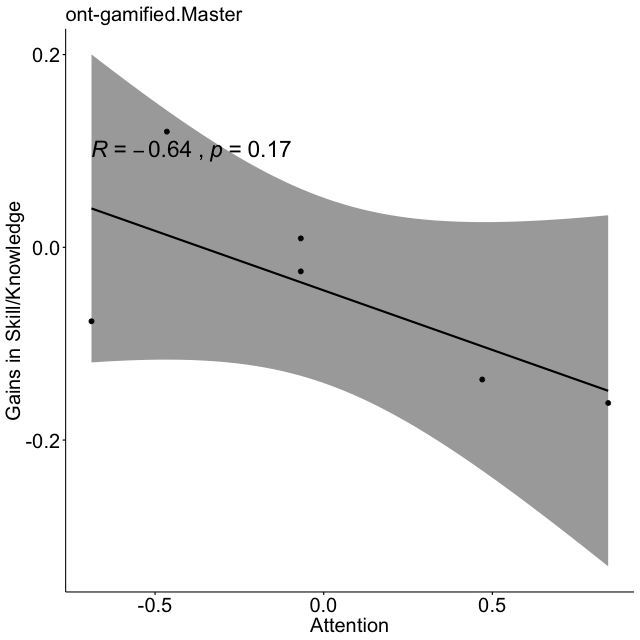 ont-gamified.Master
0.2
R = −0.64 , p = 0.17
0.0
Gains in Skill/Knowledge
-0.2
-0.5 0.0 0.5
Attention